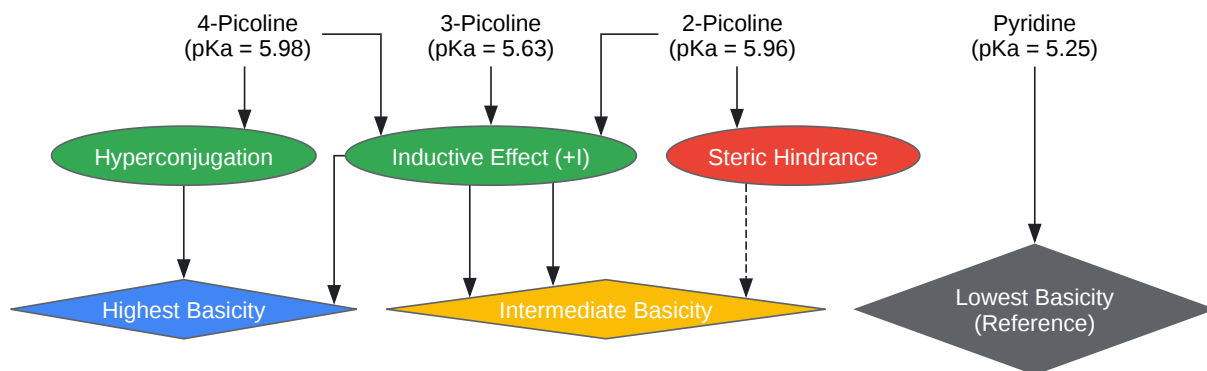 4-Picoline
(pKa = 5.98)
3-Picoline
(pKa = 5.63)
2-Picoline
(pKa = 5.96)
Pyridine
(pKa = 5.25)
Hyperconjugation
Inductive Effect (+I)
Steric Hindrance
Highest Basicity
Intermediate Basicity
Lowest Basicity
(Reference)